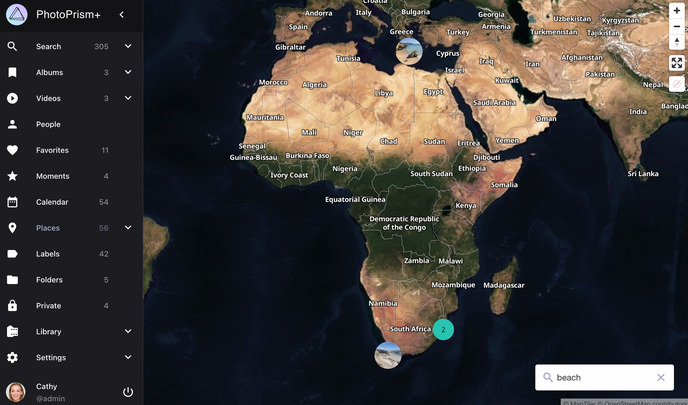 PhotoPrism+
Search 305
Albums 3
Videos 3
People
Favorites 11
Moments 4
Calendar 54
Places 56
Labels 42
Folders 5
Private 4
Library
Settings
Cathy
@admin
Andorra
Italy
Bulgaria
Georgia
Uzbekistan
Kyrgyzstan
Spain
Armenia
Turkmenistan
Tajikistan
Greece
Turkey
Gibraltar
Tunisia
Cyprus
Iraq
Iran
Afghanistan
Israel
Pakistan
Morocco
Algeria
Kuwait
Nepal
Libya
Egypt
Saudi Arabia
Mauritania
Oman
India
Mali
Niger
Chad
Sudan
Eritrea
Yemen
Senegal
Guinea-Bissau
Burkina Faso
Djibouti
Nigeria
Ethiopia
Ivory Coast
South Sudan
Sri Lanka
Somalia
Equatorial Guinea
Kenya
Democratic Republic
of the Congo
Zambia
Malawi
Mozambique
Madagascar
Namibia
South Africa
2
beach
© MapTiler © OpenStreetMap